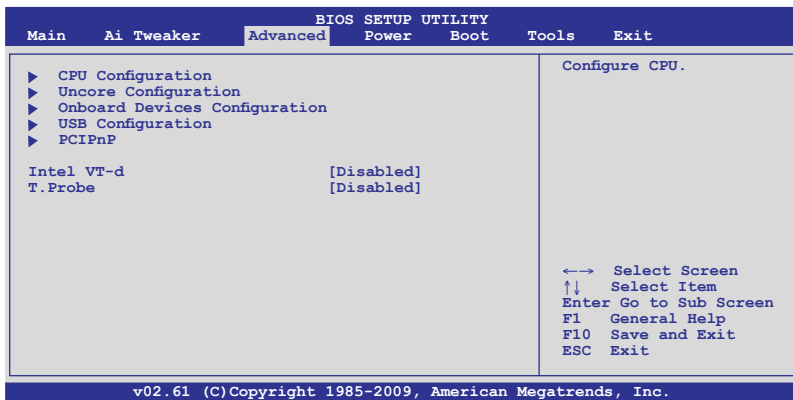 BIOS SETUP UTILITY
Main Ai Tweaker Advanced Power Boot Tools Exit
CPU Configuration
Uncore Configuration
Onboard Devices Configuration
USB Configuration
PCIPnP
Intel VT-d [Disabled]
T.Probe [Disabled]
Configure CPU.
←→ Select Screen
↑↓ Select Item
Enter Go to Sub Screen
F1 General Help
F10 Save and Exit
ESC Exit
v02.61 (C)Copyright 1985-2009, American Megatrends, Inc.